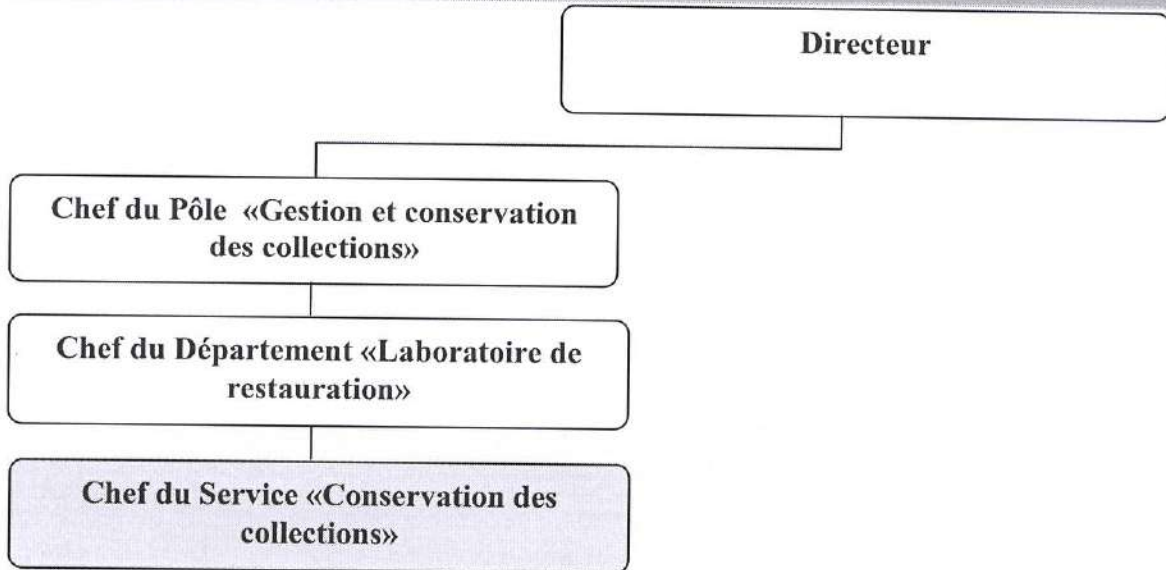 Directeur
Chef du Pôle «Gestion et conservation
des collections»
Chef du Département «Laboratoire de
restauration»
Chef du Service «Conservation des
collections»